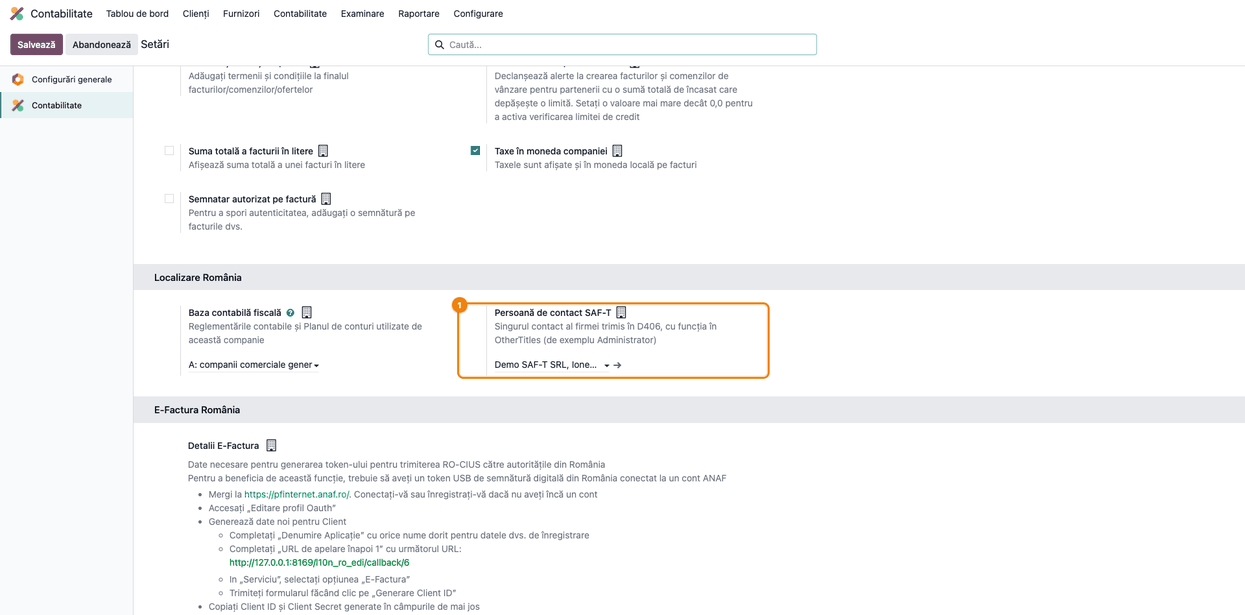 Contabilitate Tablou de bord Clienți Furnizori Contabilitate Examinare Raportare Configurare
Salvează Abandonează Setări
Caută...
Configurări generale
Contabilitate
Adăugați termenii și condițiile la finalul
facturilor/comenzilor/ofertelor
Declanșează alerte la crearea facturilor și comenzilor de
vânzare pentru partenerii cu o sumă totală de încasat care
depășește o limită. Setați o valoare mai mare decât 0,0 pentru
a activa verificarea limitei de credit
Suma totală a facturii în litere
Afișează suma totală a unei facturi în litere
Taxe în moneda companiei
Taxele sunt afișate și în moneda locală pe facturi
Semnatar autorizat pe factură
Pentru a spori autenticitatea, adăugați o semnătură pe
facturile dvs.
Localizare România
Baza contabilă fiscală ?
Reglementările contabile și Planul de conturi utilizate de
această companie
A: companii comerciale gener
1
Persoană de contact SAF-T
Singurul contact al firmei trimis în D406, cu funcția în
OtherTitles (de exemplu Administrator)
Demo SAF-T SRL, Ione...
E-Factura România
Detalii E-Factura
Date necesare pentru generarea token-ului pentru trimiterea RO-CIUS către autoritățile din România
Pentru a beneficia de această funcție, trebuie să aveți un token USB de semnătură digitală din România conectat la un cont ANAF
Mergi la https://pfinternet.anaf.ro/. Conectați-vă sau înregistrați-vă dacă nu aveți încă un cont
Accesați „Editare profil Oauth”
Generează date noi pentru Client
Completați „Denumire Aplicație” cu orice nume dorit pentru datele dvs. de înregistrare
Completați „URL de apelare înapoi 1” cu următorul URL:
http://127.0.0.1:8169/l10n_ro_edi/callback/6
În „Serviciu”, selectați opțiunea „E-Factura”
Trimiteți formularul făcând clic pe „Generare Client ID”
Copiați Client ID și Client Secret generate în câmpurile de mai jos